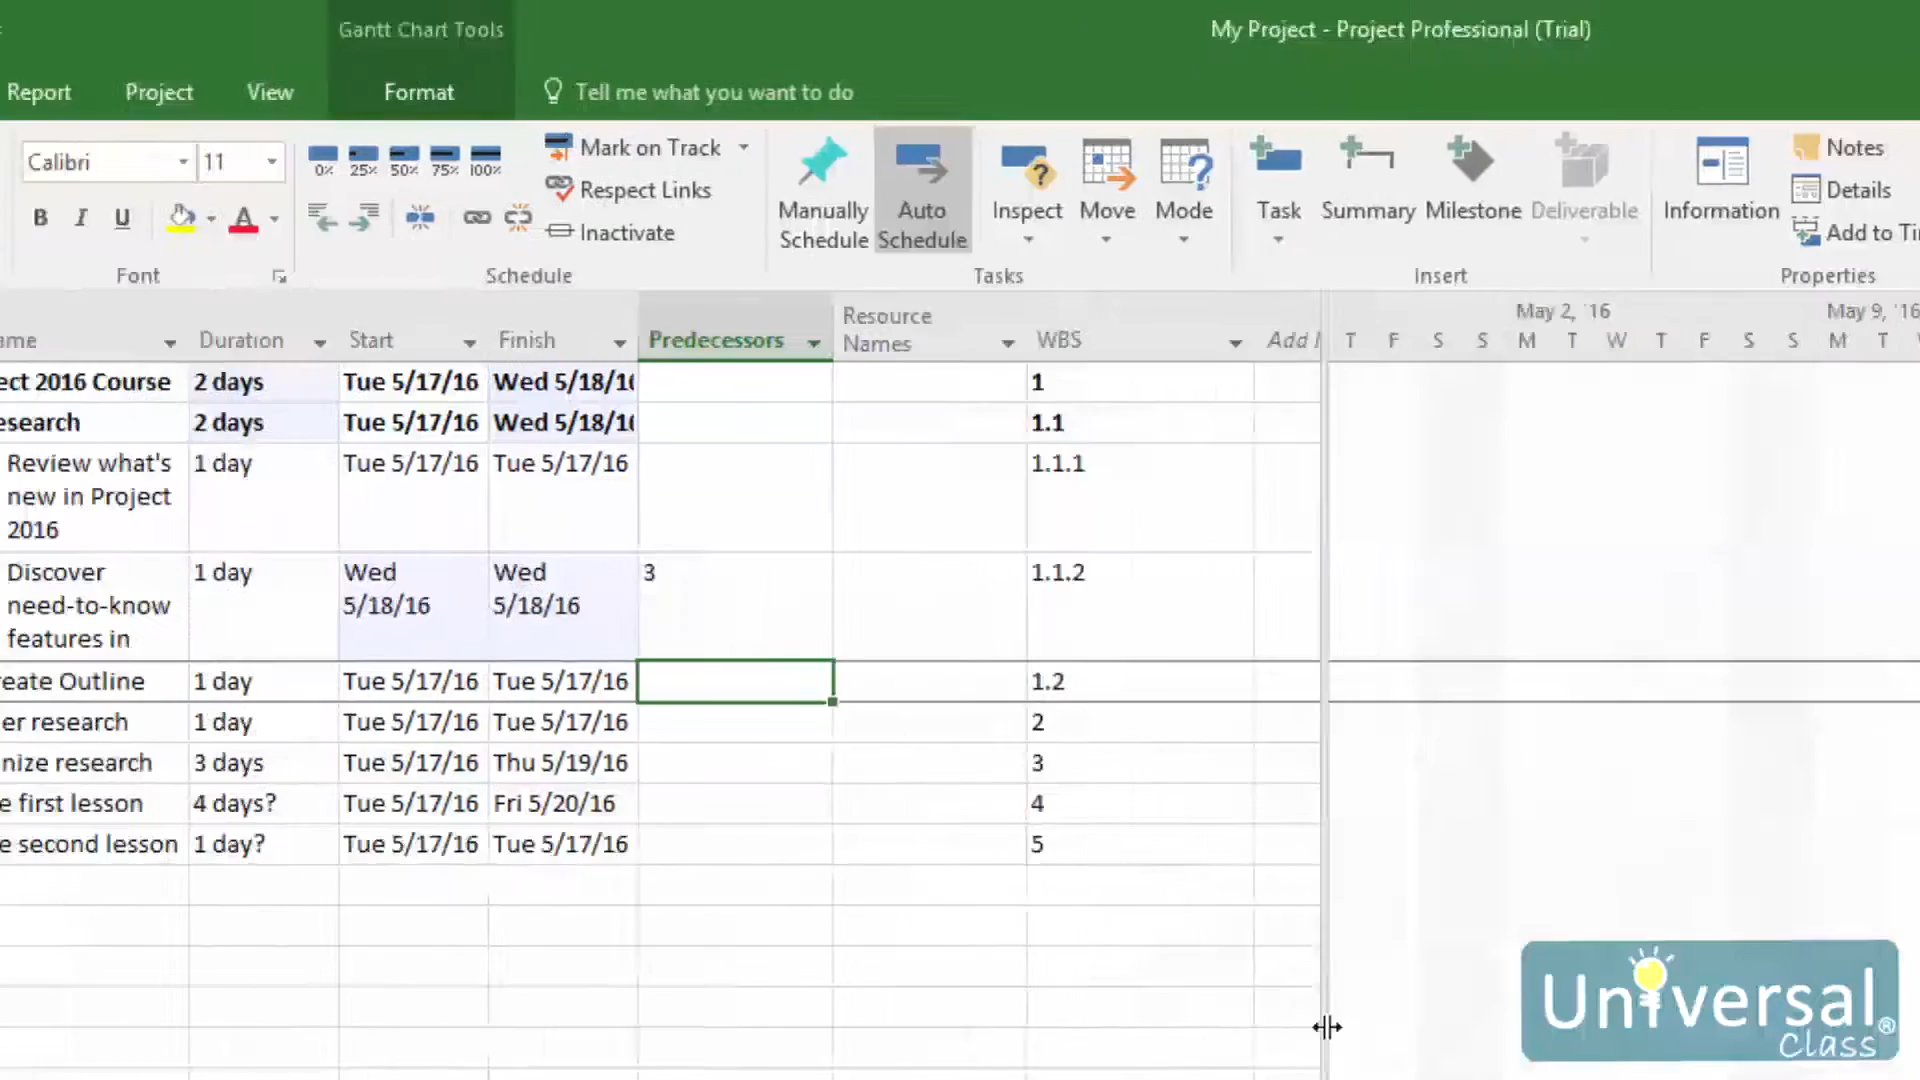 Gantt Chart Tools
My Project - Project Professional (Trial)
Report Project View Format Tell me what you want to do
Calibri 11
0% 25% 50% 75% 100%
Mark on Track
Respect Links
Inactivate
B I U A
Manually Schedule
Auto Schedule
Inspect
Move
Mode
Task
Summary
Milestone
Deliverable
Information
Notes
Details
Add to Ti
Font Schedule Tasks Insert Properties
ame Duration Start Finish Predecessors Resource Names WBS Add
May 2, '16 May 9, '16
T F S S M T W T F S S M T
ect 2016 Course 2 days Tue 5/17/16 Wed 5/18/16 1
esearch 2 days Tue 5/17/16 Wed 5/18/16 1.1
Review what's 1 day Tue 5/17/16 Tue 5/17/16 1.1.1
new in Project
2016
Discover 1 day Wed Wed 3 1.1.2
need-to-know 5/18/16 5/18/16
features in
reate Outline 1 day Tue 5/17/16 Tue 5/17/16 1.2
er research 1 day Tue 5/17/16 Tue 5/17/16 2
nize research 3 days Tue 5/17/16 Thu 5/19/16 3
e first lesson 4 days? Tue 5/17/16 Fri 5/20/16 4
e second lesson 1 day? Tue 5/17/16 Tue 5/17/16 5
Universal
Class ®